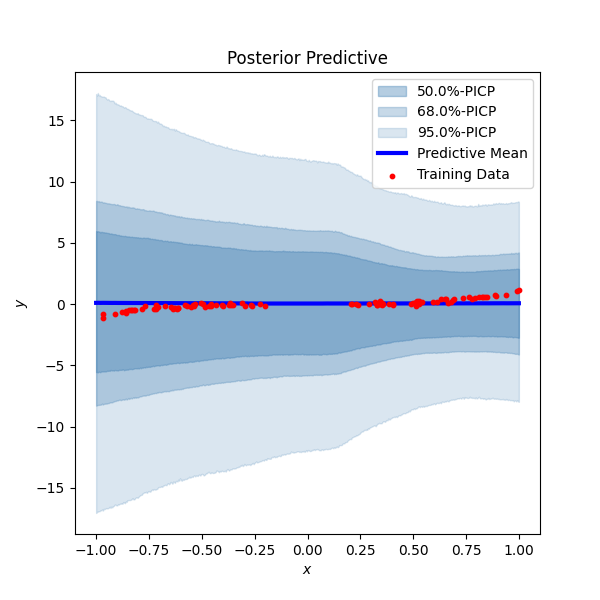 Posterior Predictive
50.0%-PICP
68.0%-PICP
95.0%-PICP
Predictive Mean
Training Data
15
10
5
0
−5
−10
−15
y
−1.00 −0.75 −0.50 −0.25 0.00 0.25 0.50 0.75 1.00
x